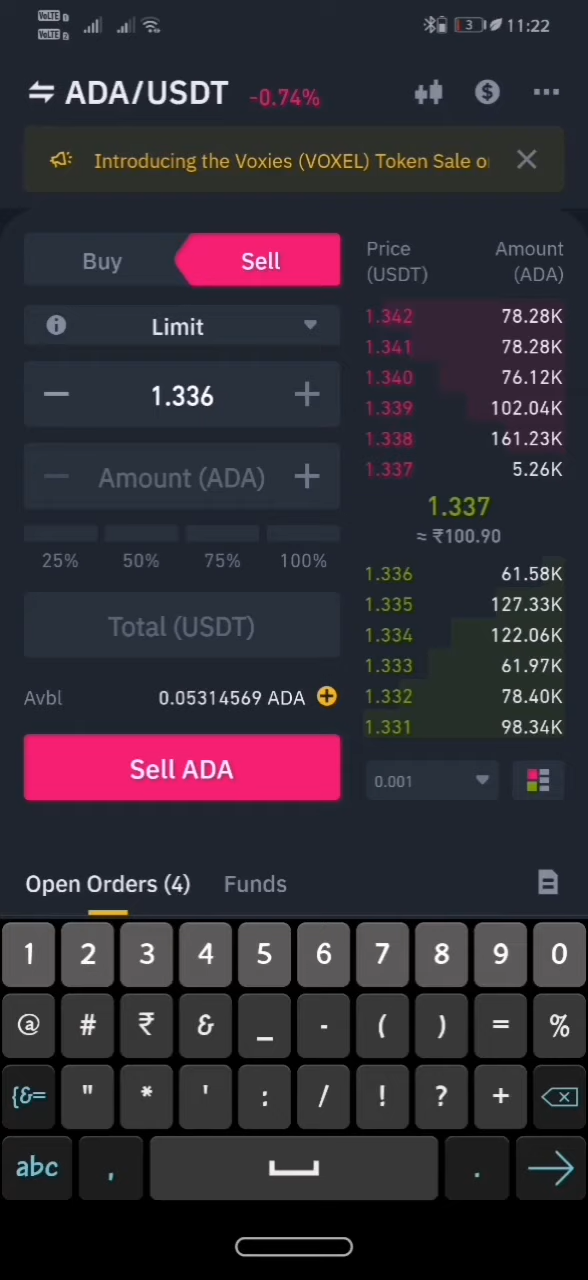 VoLTE
VoLTE 2
3 11:22
ADA/USDT -0.74%
Introducing the Voxies (VOXEL) Token Sale
Buy Sell
Price (USDT) Amount (ADA)
Limit
1.336
Amount (ADA)
25% 50% 75% 100%
Total (USDT)
Avbl 0.05314569 ADA
Sell ADA
1.342 78.28K
1.341 78.28K
1.340 76.12K
1.339 102.04K
1.338 161.23K
1.337 5.26K
1.337
≈ ₹100.90
1.336 61.58K
1.335 127.33K
1.334 122.06K
1.333 61.97K
1.332 78.40K
1.331 98.34K
0.001
Open Orders (4) Funds
1 2 3 4 5 6 7 8 9 0
@ # ₹ & _ - ( ) = %
{&= " * ' : / ! ? +
abc , .